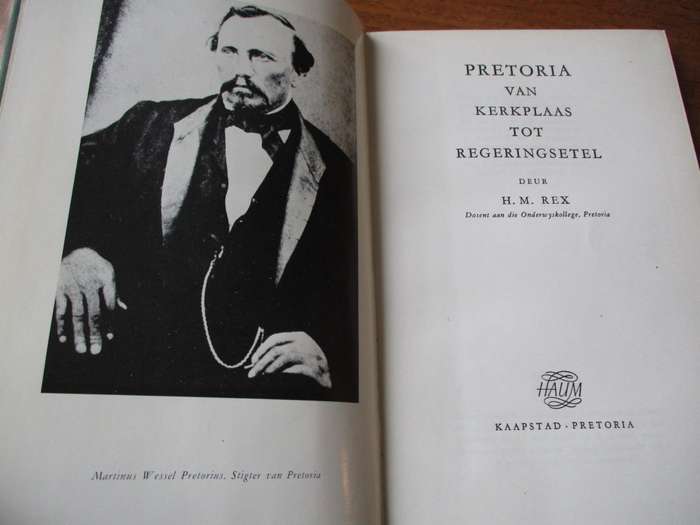 Martinus Wessel Pretorius, Stigter van Pretoria
PRETORIA
VAN
KERKPLAAS
TOT
REGERINGSETEL
DEUR
H. M. REX
Dosent aan die Onderwyskollege, Pretoria
HAUM
KAAPSTAD · PRETORIA